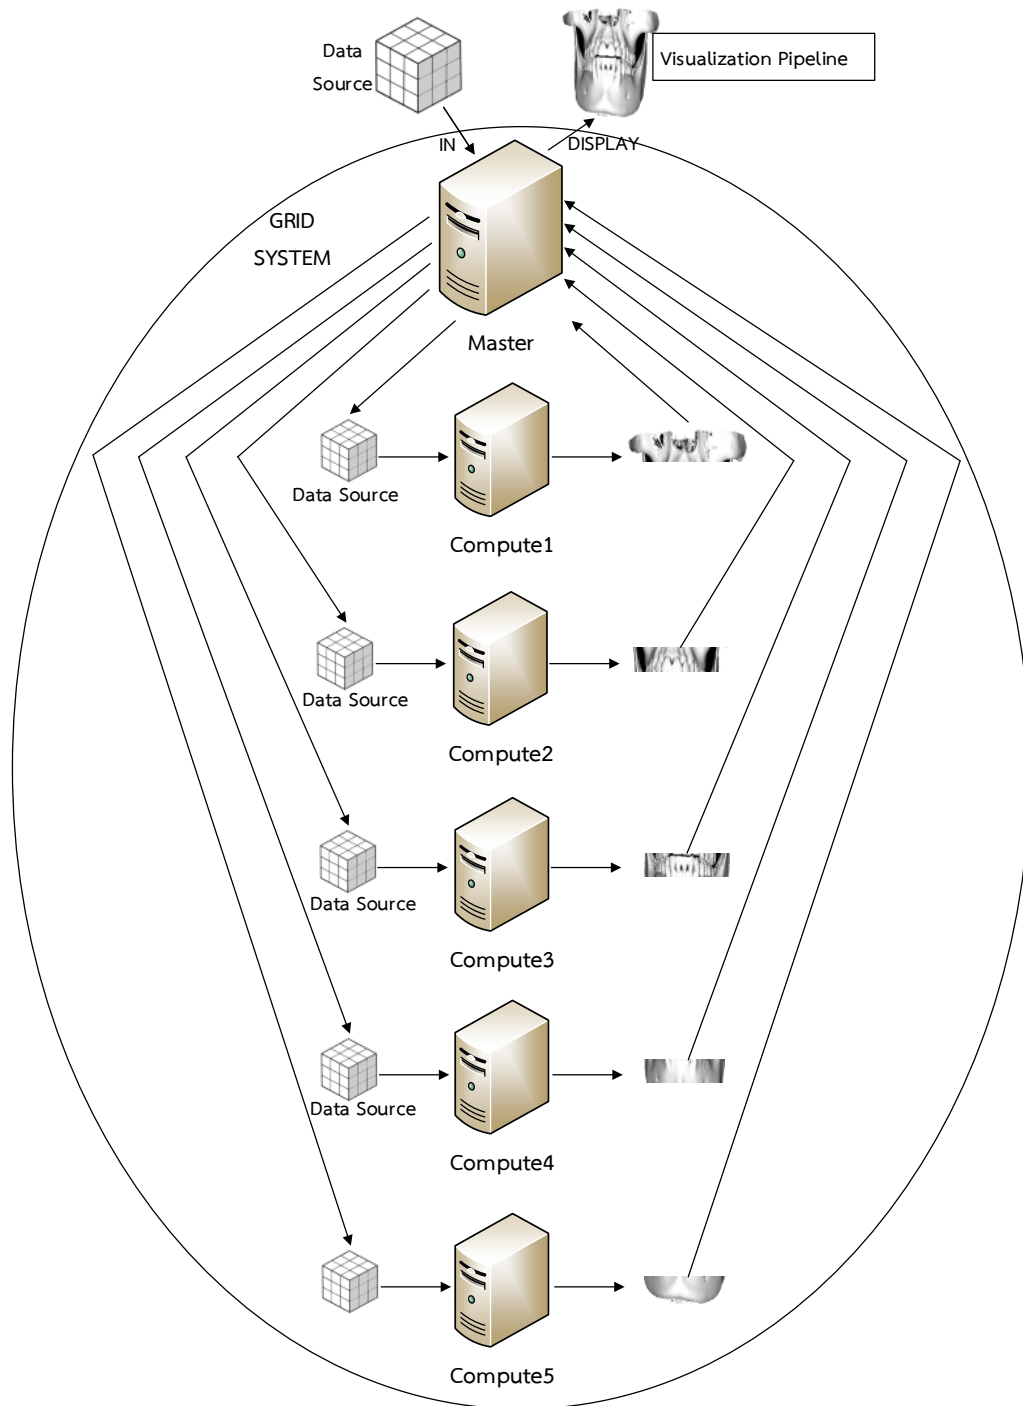 Data
Source
Visualization Pipeline
IN
DISPLAY
GRID
SYSTEM
Master
Data Source
Compute1
Data Source
Compute2
Data Source
Compute3
Data Source
Compute4
Compute5